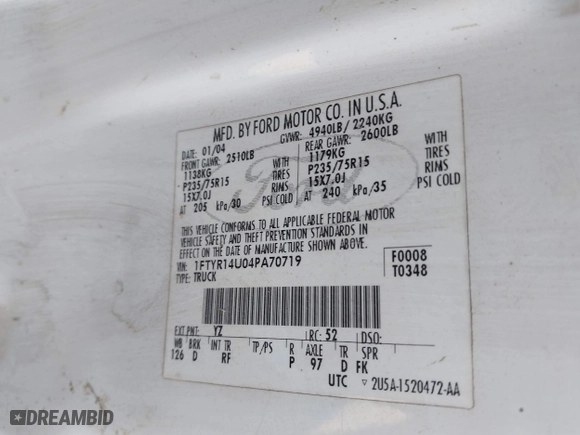 MFD. BY FORD MOTOR CO. IN U.S.A.
DATE: 01/04 GVWR: 4940LB/ 2240KG
FRONT GAWR: 2510LB REAR GAWR: 2600LB
1138KG WITH 1179KG WITH
P235/75R15 TIRES P235/75R15 TIRES
15X7.0J RIMS 15X7.0J RIMS
AT 205 kPa/30 PSI COLD AT 240 kPa/35 PSI COLD
Ford
THIS VEHICLE CONFORMS TO ALL APPLICABLE FEDERAL MOTOR
VEHICLE SAFETY AND THEFT PREVENTION STANDARDS IN
EFFECT ON THE DATE OF MANUFACTURE SHOWN ABOVE.
VIN: 1FTYR14U04PA70719 F0008
TYPE: TRUCK T0348
EXT PNT: YZ RC: 52 DSO:
WB BRK INT TR TP/PS R AXLE TR SPR
126 D RF P 97 D FK
UTC ▽ 2U5A-1520472-AA
DREAMBID